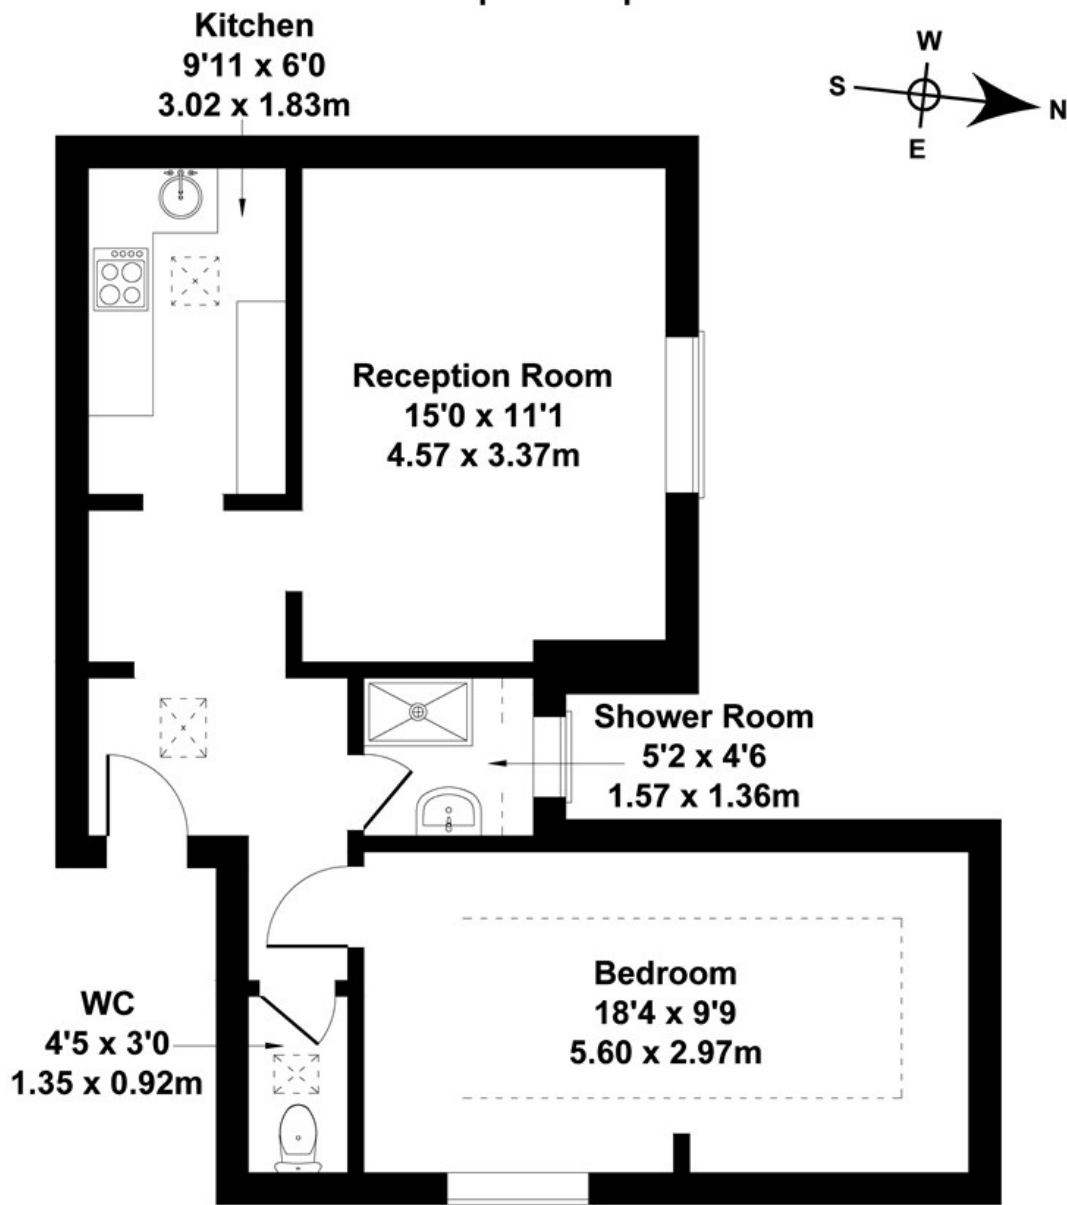 Kitchen
9'11 x 6'0
3.02 x 1.83m
W
S
N
E
Reception Room
15'0 x 11'1
4.57 x 3.37m
Shower Room
5'2 x 4'6
1.57 x 1.36m
Bedroom
18'4 x 9'9
5.60 x 2.97m
WC
4'5 x 3'0
1.35 x 0.92m